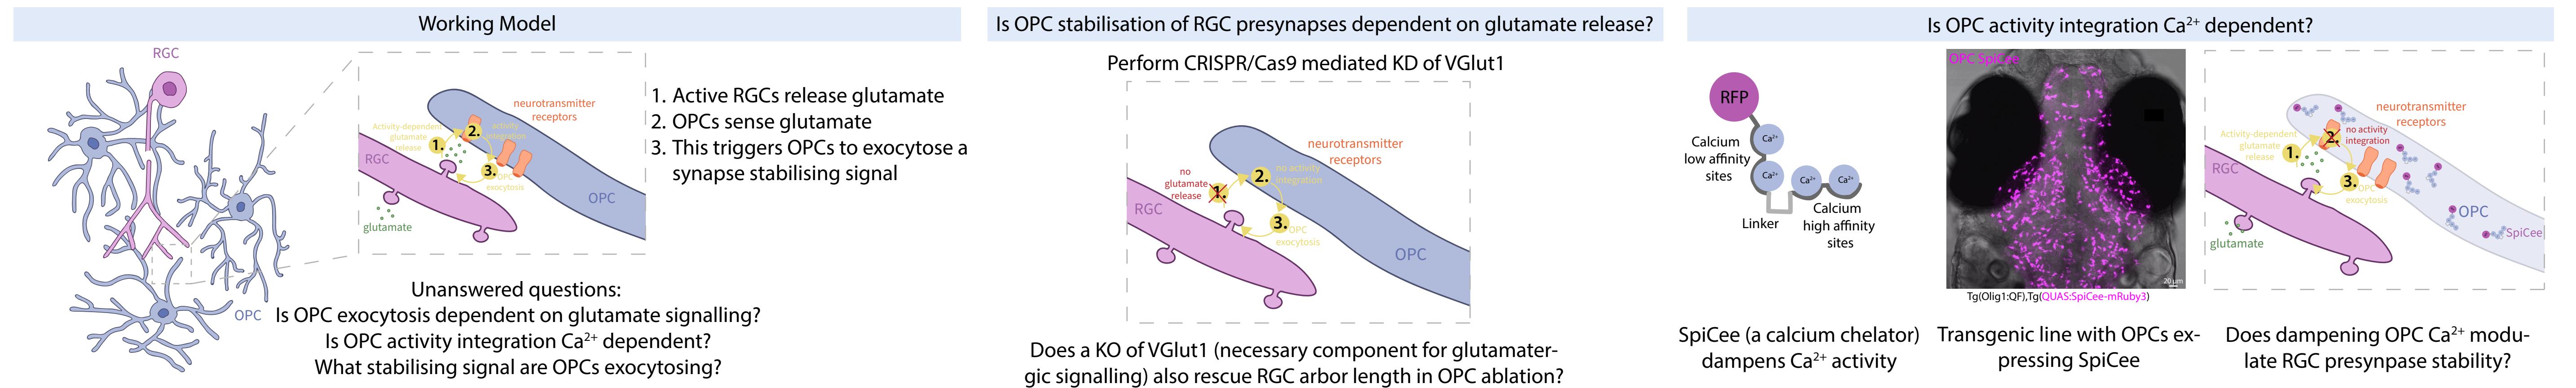 Working Model
RGC
OPC
Activity-dependent
glutamate
release
1.
2.
activity
integration
3.
OPC
exocytosis
neurotransmitter
receptors
RGC
OPC
glutamate
1. Active RGCs release glutamate
2. OPCs sense glutamate
3. This triggers OPCs to exocytose a
synapse stabilising signal
Unanswered questions:
Is OPC exocytosis dependent on glutamate signalling?
Is OPC activity integration Ca²⁺ dependent?
What stabilising signal are OPCs exocytosing?
Is OPC stabilisation of RGC presynapses dependent on glutamate release?
Perform CRISPR/Cas9 mediated KD of VGlut1
neurotransmitter
receptors
no
glutamate
release
1.
2.
no activity
integration
3.
OPC
exocytosis
RGC
OPC
Does a KO of VGlut1 (necessary component for glutamater-
gic signalling) also rescue RGC arbor length in OPC ablation?
Is OPC activity integration Ca²⁺ dependent?
RFP
Ca²⁺
Ca²⁺
Ca²⁺
Ca²⁺
Calcium
low affinity
sites
Linker
Calcium
high affinity
sites
SpiCee (a calcium chelator)
dampens Ca²⁺ activity
OPC SpiCee
20 µm
Tg(Olig1:QF),Tg(QUAS:SpiCee-mRuby3)
Transgenic line with OPCs ex-
pressing SpiCee
neurotransmitter
receptors
Activity-dependent
glutamate
release
1.
2.
no activity
integration
3.
OPC
exocytosis
RGC
OPC
SpiCee
glutamate
Does dampening OPC Ca²⁺ modu-
late RGC presynpase stability?